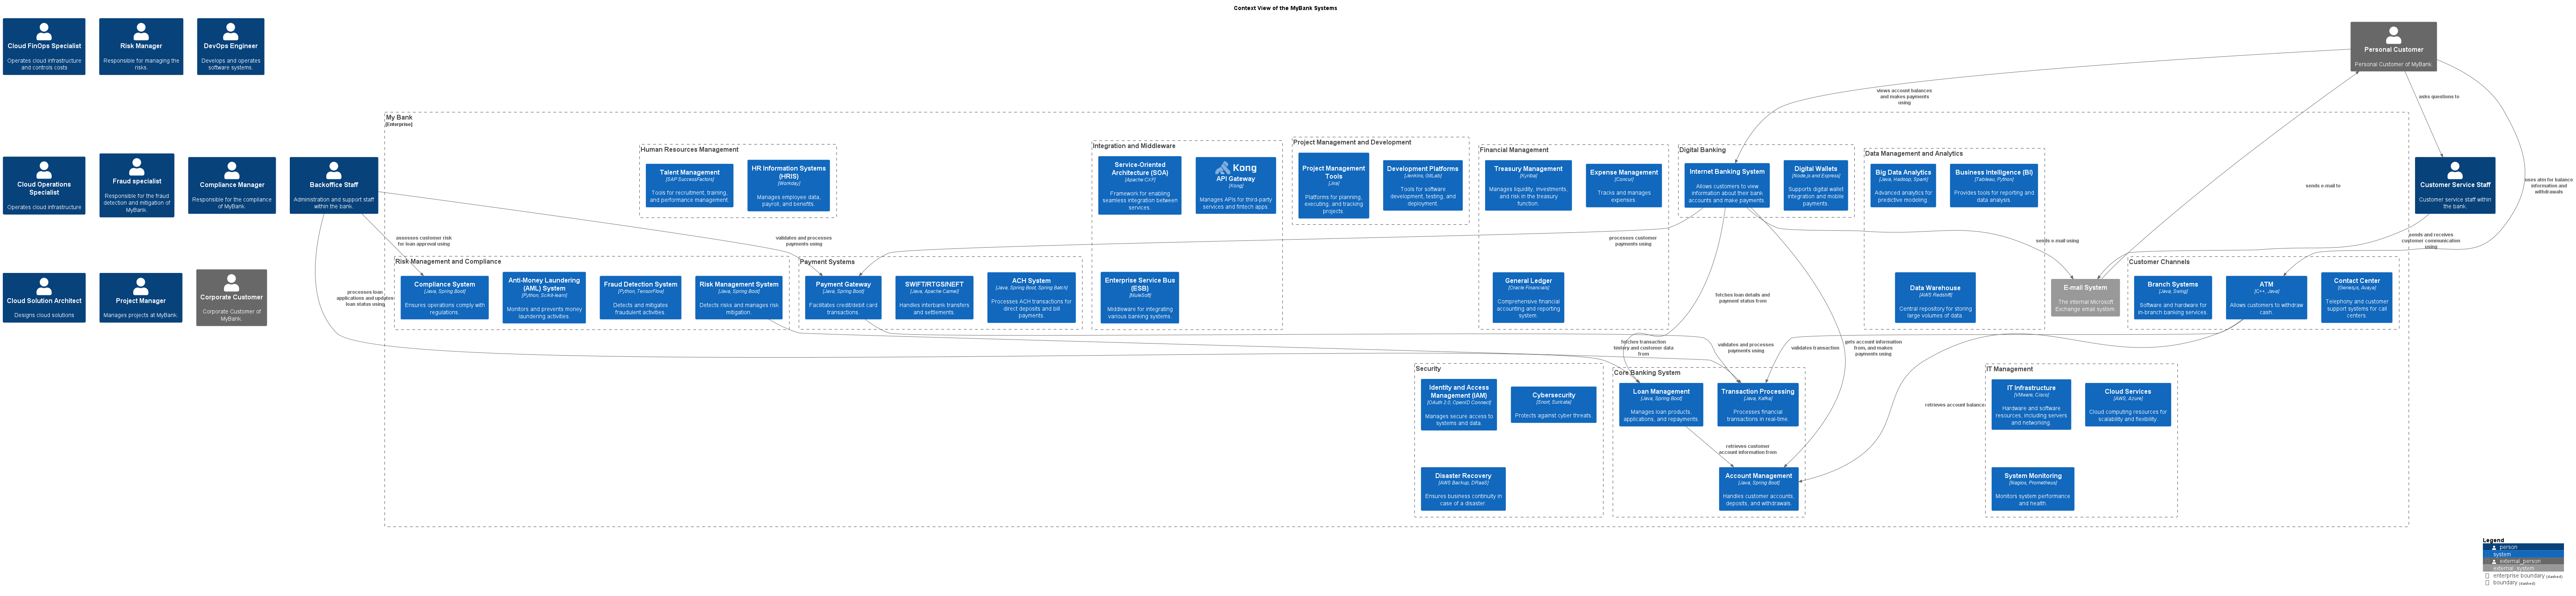 Context View of the MyBank Systems
Cloud FinOps Specialist
Operates cloud infrastructure
and controls costs
Risk Manager
Responsible for managing the
risks.
DevOps Engineer
Develops and operates
software systems.
Personal Customer
Personal Customer of MyBank.
views account balances
and makes payments
using
asks questions to
uses atm for balance
information and
withdrawals
sends e-mail to
Cloud Operations
Specialist
Operates cloud infrastructure
Fraud specialist
Responsible for the fraud
detection and mitigation of
MyBank.
Compliance Manager
Responsible for the compliance
of MyBank.
Backoffice Staff
Administration and support staff
within the bank.
Customer Service Staff
Customer service staff within
the bank.
Cloud Solution Architect
Designs cloud solutions
Project Manager
Manages projects at MyBank.
Corporate Customer
Corporate Customer of
MyBank.
My Bank
[Enterprise]
Human Resources Management
Talent Management
[SAP SuccessFactors]
Tools for recruitment, training,
and performance management.
HR Information Systems
(HRIS)
[Workday]
Manages employee data,
payroll, and benefits.
Integration and Middleware
Service-Oriented
Architecture (SOA)
[Apache CXF]
Framework for enabling
seamless integration between
services.
Kong
API Gateway
[Kong]
Manages APIs for third-party
services and fintech apps.
Enterprise Service Bus
(ESB)
[MuleSoft]
Middleware for integrating
various banking systems.
Project Management and Development
Project Management
Tools
[Jira]
Platforms for planning,
executing, and tracking
projects.
Development Platforms
[Jenkins, GitLab]
Tools for software
development, testing, and
deployment.
Financial Management
Treasury Management
[Kyriba]
Manages liquidity, investments,
and risk in the treasury
function.
Expense Management
[Concur]
Tracks and manages
expenses.
General Ledger
[Oracle Financials]
Comprehensive financial
accounting and reporting
system.
Digital Banking
Internet Banking System
Allows customers to view
information about their bank
accounts and make payments.
Digital Wallets
[Node.js and Express]
Supports digital wallet
integration and mobile
payments.
Data Management and Analytics
Big Data Analytics
[Java, Hadoop, Spark]
Advanced analytics for
predictive modeling.
Business Intelligence (BI)
[Tableau, Python]
Provides tools for reporting and
data analysis.
Data Warehouse
[AWS Redshift]
Central repository for storing
large volumes of data.
assesses customer risk
for loan approval using
validates and processes
payments using
processes customer
payments using
sends e-mail using
sends and receives
customer communication
using
Risk Management and Compliance
Compliance System
[Java, Spring Boot]
Ensures operations comply with
regulations.
Anti-Money Laundering
(AML) System
[Python, Scikit-learn]
Monitors and prevents money
laundering activities.
Fraud Detection System
[Python, TensorFlow]
Detects and mitigates
fraudulent activities.
Risk Management System
[Java, Spring Boot]
Detects risks and manages risk
mitigation.
Payment Systems
Payment Gateway
[Java, Spring Boot]
Facilitates credit/debit card
transactions.
SWIFT/RTGS/NEFT
[Java, Apache Camel]
Handles interbank transfers
and settlements.
ACH System
[Java, Spring Boot, Spring Batch]
Processes ACH transactions for
direct deposits and bill
payments.
E-mail System
The internal Microsoft
Exchange email system.
Customer Channels
Branch Systems
[Java, Swing]
Software and hardware for
in-branch banking services.
ATM
[C++, Java]
Allows customers to withdraw
cash.
Contact Center
[Genesys, Avaya]
Telephony and customer
support systems for call
centers.
processes loan
applications and updates
loan status using
fetches loan details and
payment status from
fetches transaction
history and customer data
from
validates and processes
payments using
validates transaction
gets account information
from, and makes
payments using
retrieves account balance
Security
Identity and Access
Management (IAM)
[OAuth 2.0, OpenID Connect]
Manages secure access to
systems and data.
Cybersecurity
[Snort, Suricata]
Protects against cyber threats.
Disaster Recovery
[AWS Backup, DRaaS]
Ensures business continuity in
case of a disaster.
Core Banking System
Loan Management
[Java, Spring Boot]
Manages loan products,
applications, and repayments.
Transaction Processing
[Java, Kafka]
Processes financial
transactions in real-time.
retrieves customer
account information from
Account Management
[Java, Spring Boot]
Handles customer accounts,
deposits, and withdrawals.
IT Management
IT Infrastructure
[VMware, Cisco]
Hardware and software
resources, including servers
and networking.
Cloud Services
[AWS, Azure]
Cloud computing resources for
scalability and flexibility.
System Monitoring
[Nagios, Prometheus]
Monitors system performance
and health.
Legend
person
system
external_person
external_system
enterprise boundary (dashed)
boundary (dashed)